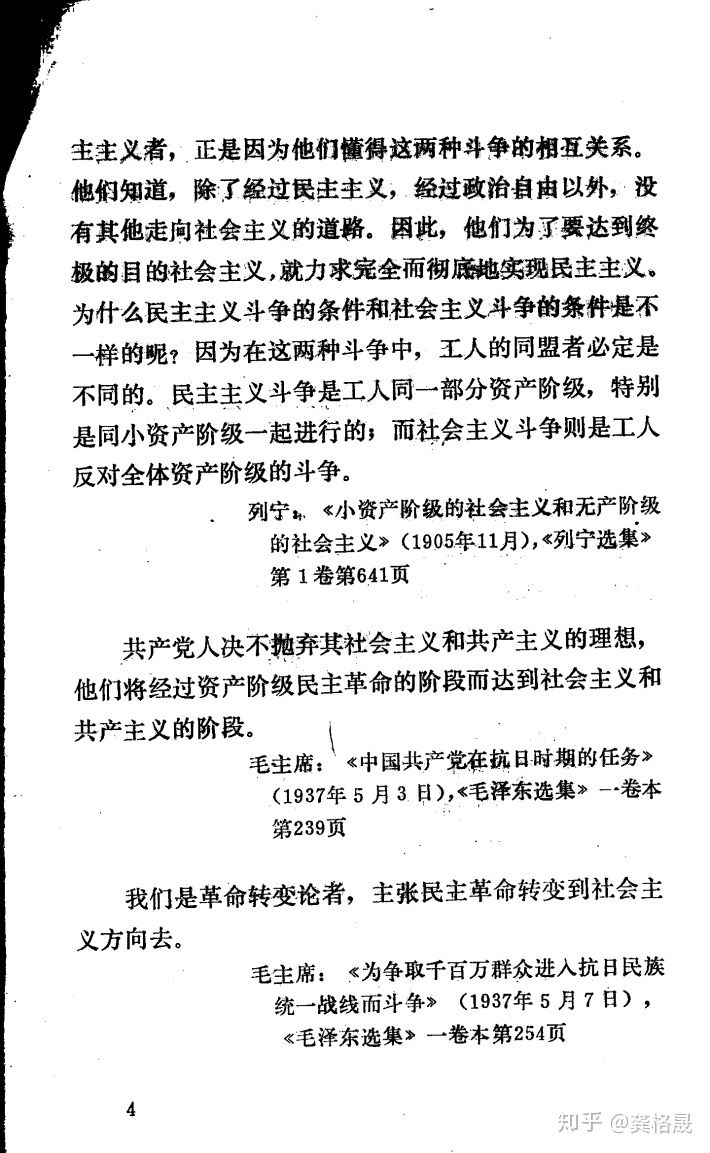 主主义者，正是因为他们懂得这两种斗争的相互关系。
他们知道，除了经过民主主义，经过政治自由以外，没
有其他走向社会主义的道路。因此，他们为了要达到终
极的目的社会主义，就力求完全而彻底地实现民主主义。
为什么民主主义斗争的条件和社会主义斗争的条件是不
一样的呢？因为在这两种斗争中，工人的同盟者必定是
不同的。民主主义斗争是工人同一部分资产阶级，特别
是同小资产阶级一起进行的；而社会主义斗争则是工人
反对全体资产阶级的斗争。
列宁：《小资产阶级的社会主义和无产阶级
的社会主义》（1905年11月），《列宁选集》
第1卷第641页
共产党人决不抛弃其社会主义和共产主义的理想，
他们将经过资产阶级民主革命的阶段而达到社会主义和
共产主义的阶段。
毛主席：《中国共产党在抗日时期的任务》
（1937年5月3日），《毛泽东选集》一卷本
第239页
我们是革命转变论者，主张民主革命转变到社会主
义方向去。
毛主席：《为争取千百万群众进入抗日民族
统一战线而斗争》（1937年5月7日），
《毛泽东选集》一卷本第254页
4
知乎 @龚格晟